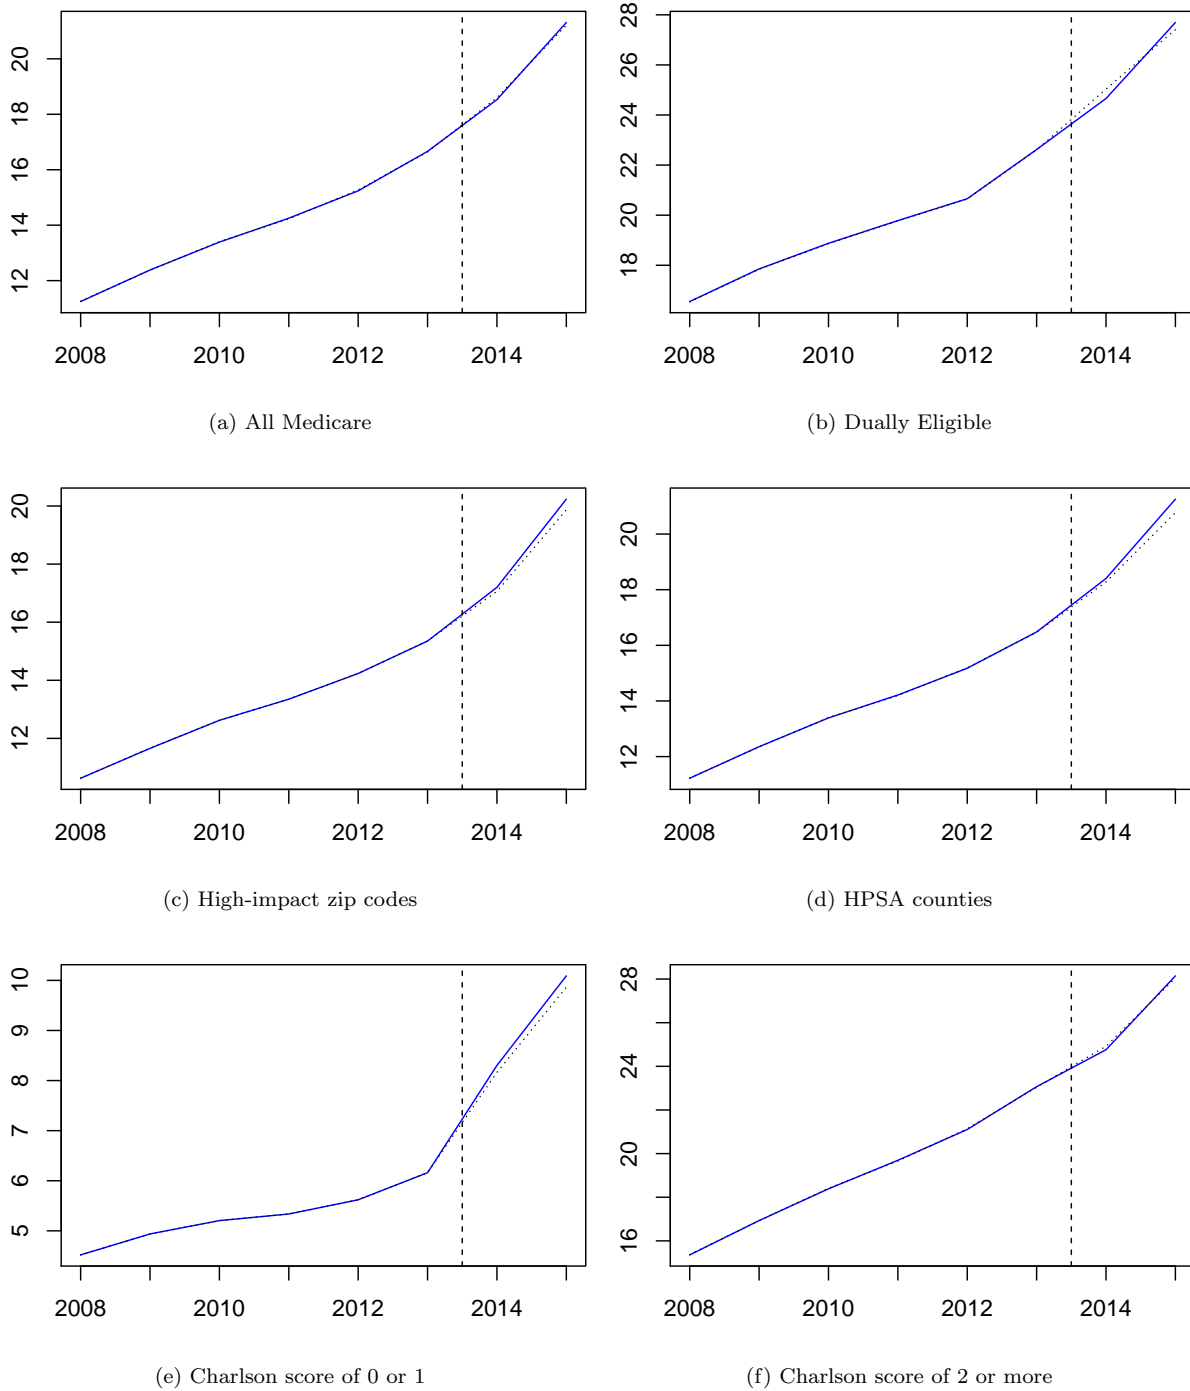 20
18
16
14
12
2008 2010 2012 2014
(a) All Medicare
28
26
24
22
20
18
2008 2010 2012 2014
(b) Dually Eligible
20
18
16
14
12
2008 2010 2012 2014
(c) High-impact zip codes
20
18
16
14
12
2008 2010 2012 2014
(d) HPSA counties
10
9
8
7
6
5
2008 2010 2012 2014
(e) Charlson score of 0 or 1
28
24
20
16
2008 2010 2012 2014
(f) Charlson score of 2 or more